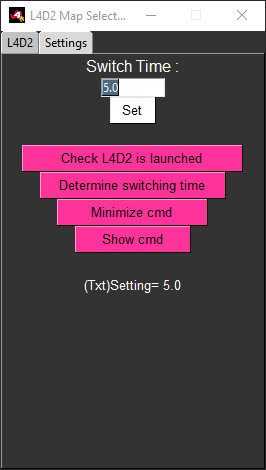 L4D2 Map Selec...
L4D2 Settings
Switch Time :
5.0
Set
Check L4D2 is launched
Determine switching time
Minimize cmd
Show cmd
(Txt)Setting= 5.0